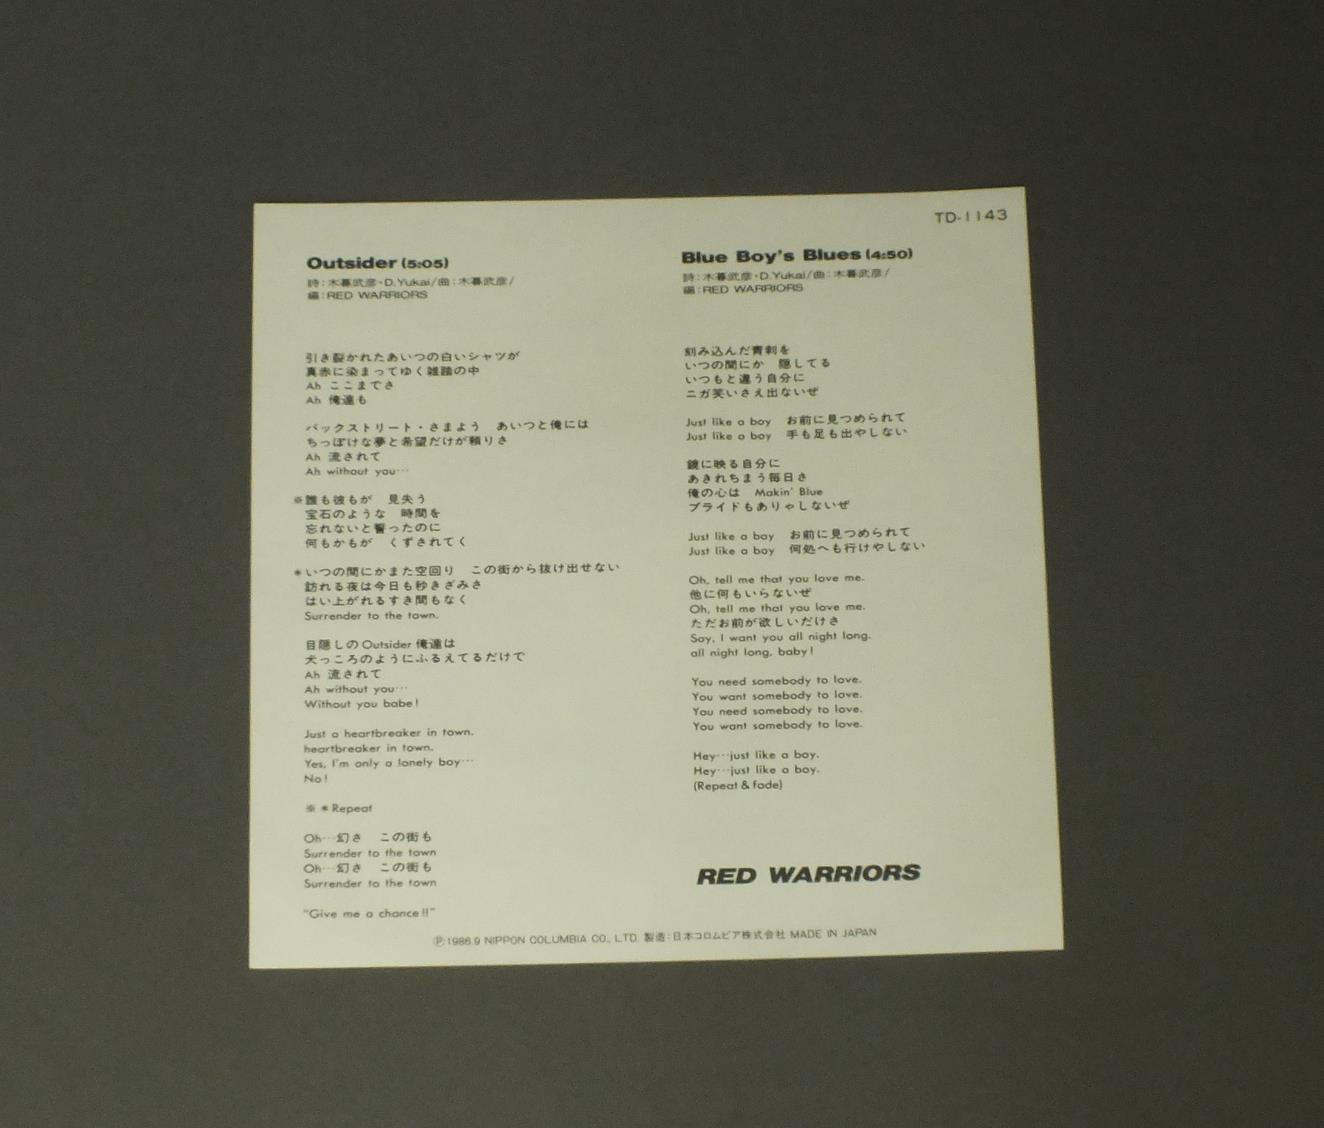 TD-1143
Outsider (5:05)
詩:木暮武彦・D.Yukai/曲:木暮武彦/
編:RED WARRIORS
引き裂かれたあいつの白いシャツが
真赤に染まってゆく雑踏の中
Ah ここまでさ
Ah 俺達も
バックストリート・さまよう　あいつと俺には
ちっぽけな夢と希望だけが頼りさ
Ah 流されて
Ah without you…
※誰も彼もが　見失う
宝石のような　時間を
忘れないと誓ったのに
何もかもが　くずされてく
＊いつの間にかまた空回り　この街から抜け出せない
訪れる夜は今日も秒きざみさ
はい上がれるすき間もなく
Surrender to the town.
目隠しのOutsider 俺達は
犬っころのようにふるえてるだけで
Ah 流されて
Ah without you…
Without you babe!
Just a heartbreaker in town.
heartbreaker in town.
Yes, I'm only a lonely boy…
No!
※ ＊Repeat
Oh…幻さ　この街も
Surrender to the town
Oh…幻さ　この街も
Surrender to the town
"Give me a chance!!"
Blue Boy's Blues (4:50)
詩:木暮武彦・D.Yukai/曲:木暮武彦/
編:RED WARRIORS
刻み込んだ青刺を
いつの間にか　隠してる
いつもと違う自分に
ニガ笑いさえ出ないぜ
Just like a boy　お前に見つめられて
Just like a boy　手も足も出やしない
鏡に映る自分に
あきれちまう毎日さ
俺の心は　Makin' Blue
プライドもありゃしないぜ
Just like a boy　お前に見つめられて
Just like a boy　何処へも行けやしない
Oh, tell me that you love me.
他に何もいらないぜ
Oh, tell me that you love me.
ただお前が欲しいだけさ
Say, I want you all night long.
all night long, baby!
You need somebody to love.
You want somebody to love.
You need somebody to love.
You want somebody to love.
Hey…just like a boy.
Hey…just like a boy.
(Repeat & fade)
RED WARRIORS
Ⓟ1986.9 NIPPON COLUMBIA CO., LTD. 製造:日本コロムビア株式会社 MADE IN JAPAN